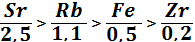 Sr/2,5 > Rb/1,1 > Fe/0,5 > Zr/0,2